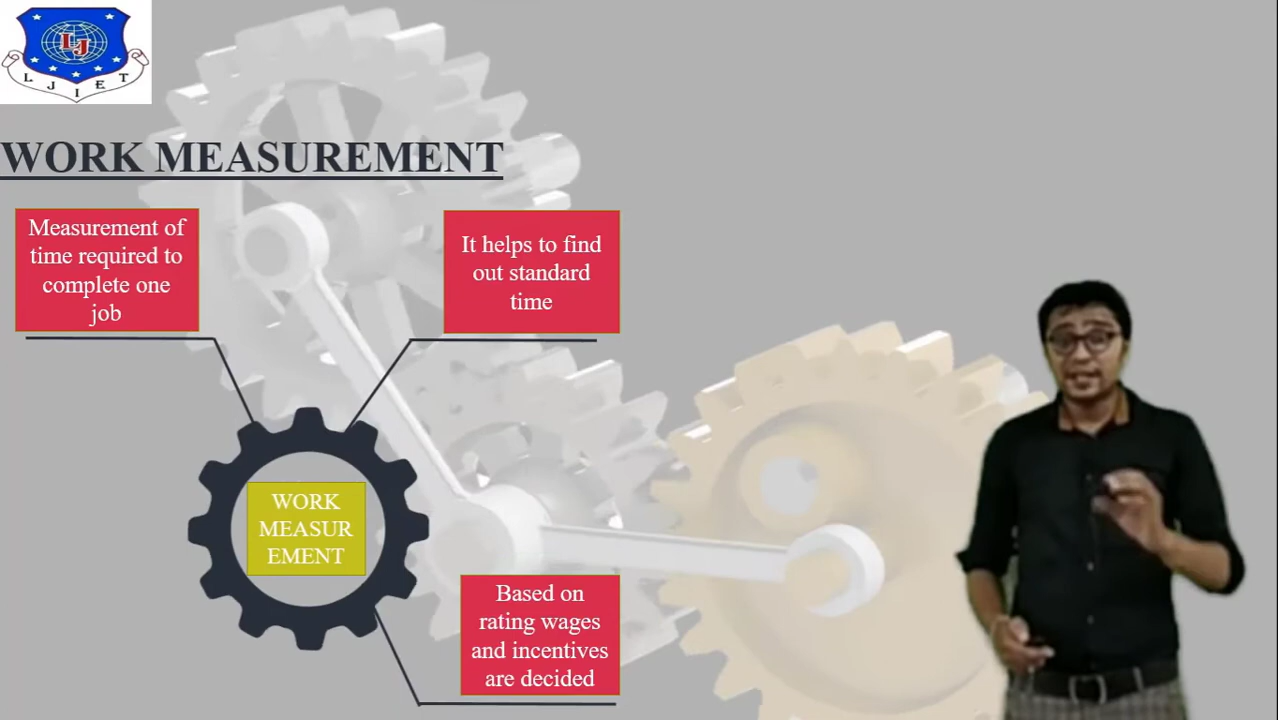 LJ
LJIET
WORK MEASUREMENT
Measurement of
time required to
complete one
job
It helps to find
out standard
time
WORK
MEASUR
EMENT
Based on
rating wages
and incentives
are decided